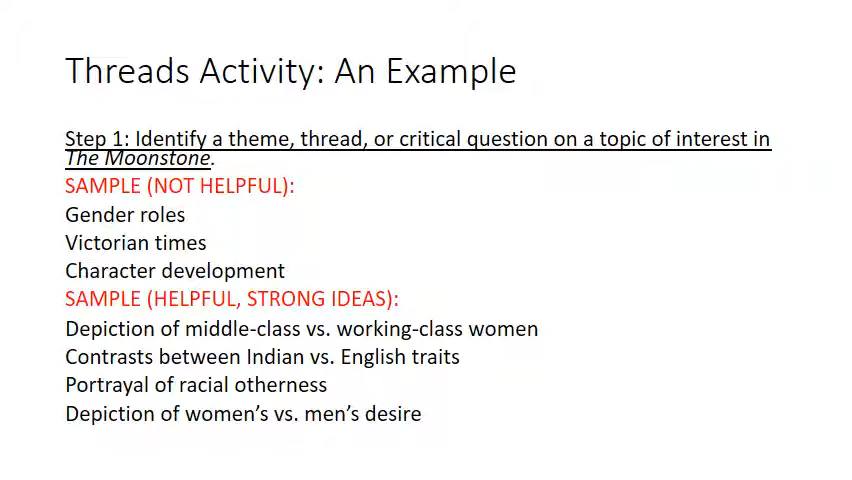 Threads Activity: An Example
Step 1: Identify a theme, thread, or critical question on a topic of interest in
The Moonstone.
SAMPLE (NOT HELPFUL):
Gender roles
Victorian times
Character development
SAMPLE (HELPFUL, STRONG IDEAS):
Depiction of middle-class vs. working-class women
Contrasts between Indian vs. English traits
Portrayal of racial otherness
Depiction of women’s vs. men’s desire